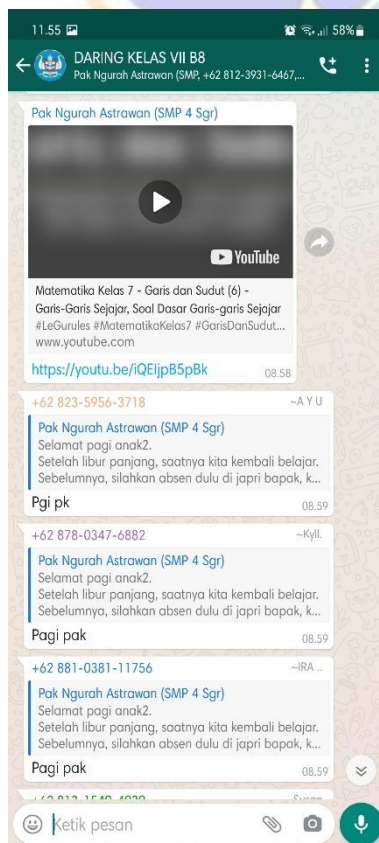 11.55 58%
DARING KELAS VII B8
Pak Ngurah Astrawan (SMP, +62 812-3931-6467,...
Pak Ngurah Astrawan (SMP 4 Sgr)
YouTube
Matematika Kelas 7 - Garis dan Sudut (6) -
Garis-Garis Sejajar, Soal Dasar Garis-garis Sejajar
#LeGurules #MatematikaKelas7 #GarisDanSudut...
www.youtube.com
https://youtu.be/iQEljpB5pBk 08.58
+62 823-5956-3718 ~A Y U
Pak Ngurah Astrawan (SMP 4 Sgr)
Selamat pagi anak2.
Setelah libur panjang, saatnya kita kembali belajar.
Sebelumnya, silahkan absen dulu di japri bapak, k...
Pgi pk 08.59
+62 878-0347-6882 ~Kyll.
Pak Ngurah Astrawan (SMP 4 Sgr)
Selamat pagi anak2.
Setelah libur panjang, saatnya kita kembali belajar.
Sebelumnya, silahkan absen dulu di japri bapak, k...
Pagi pak 08.59
+62 881-0381-11756 ~IRA ..
Pak Ngurah Astrawan (SMP 4 Sgr)
Selamat pagi anak2.
Setelah libur panjang, saatnya kita kembali belajar.
Sebelumnya, silahkan absen dulu di japri bapak, k...
Pagi pak 08.59
Ketik pesan